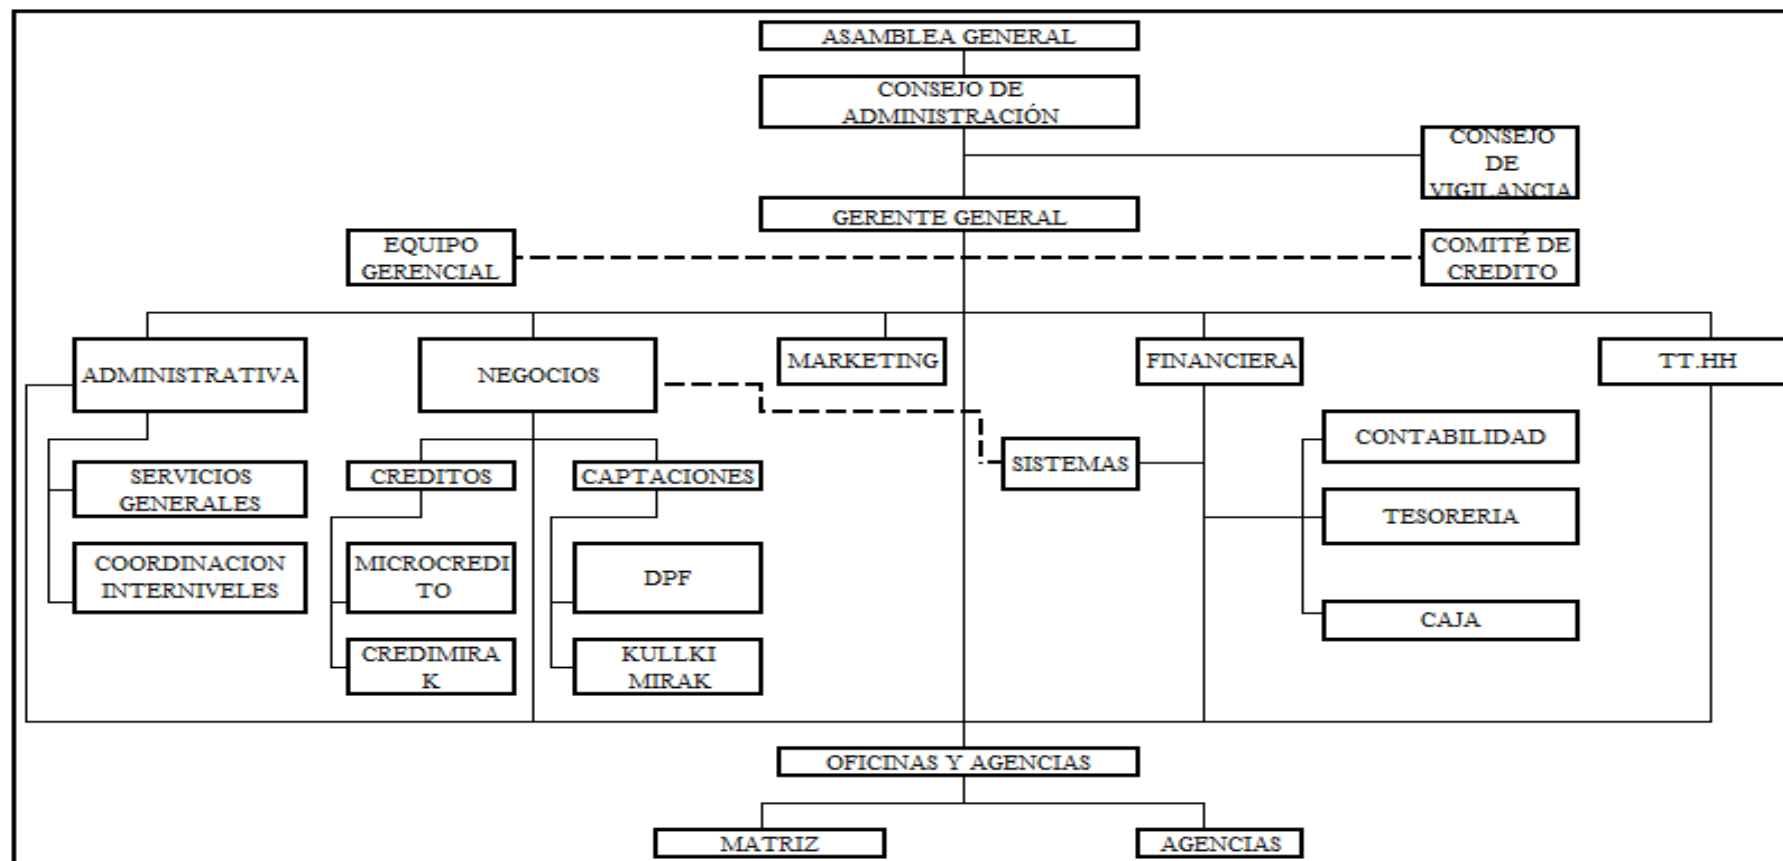 ASAMBLEA GENERAL
CONSEJO DE
ADMINISTRACIÓN
CONSEJO
DE
VIGILANCIA
GERENTE GENERAL
EQUIPO
GERENCIAL
COMITÉ DE
CREDITO
ADMINISTRATIVA
NEGOCIOS
MARKETING
FINANCIERA
TT.HH
SERVICIOS
GENERALES
COORDINACION
INTERNIVELES
CREDITOS
MICROCREDI
TO
CREDIMIRA
K
CAPTACIONES
DPF
KULLKI
MIRAK
SISTEMAS
CONTABILIDAD
TESORERIA
CAJA
OFICINAS Y AGENCIAS
MATRIZ
AGENCIAS